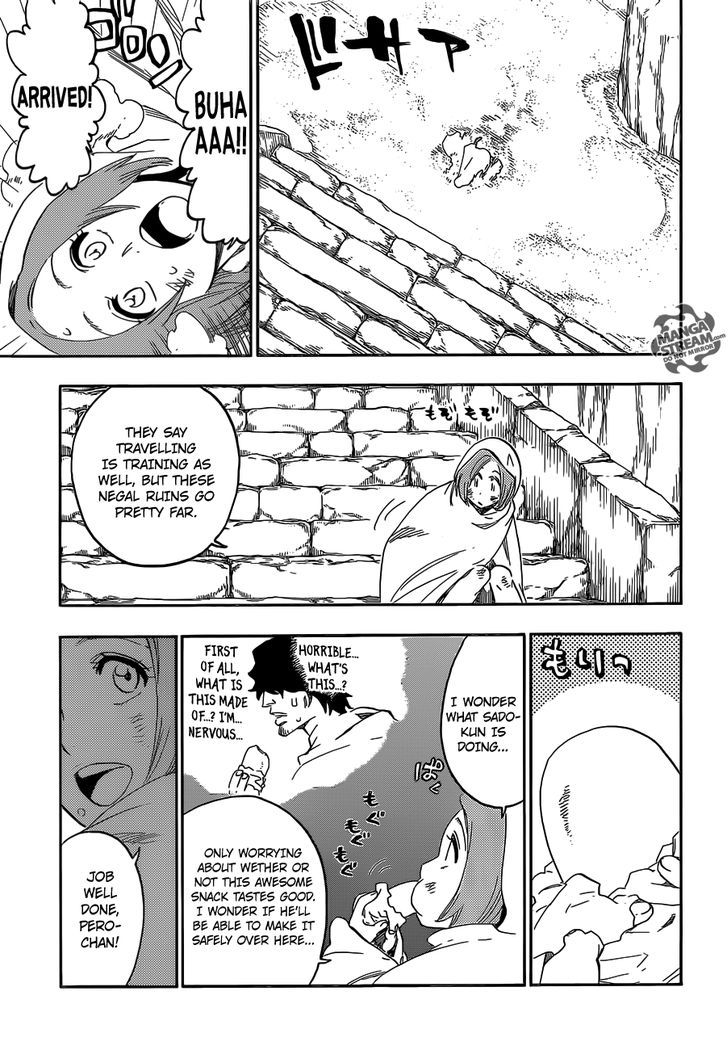 ドサァ
BUHA
AAA!!
ARRIVED!
MANGA
STREAM.com
DO NOT MIRROR
もぞもぞ
THEY SAY
TRAVELLING
IS TRAINING AS
WELL, BUT THESE
NEGAL RUINS GO
PRETTY FAR.
もりっ
I WONDER
WHAT SADO-
KUN IS
DOING...
HORRIBLE...
WHAT'S
THIS...?
FIRST
OF ALL,
WHAT IS
THIS MADE
OF...? I'M...
NERVOUS...
ぱく
もぐ
もぐ
ONLY WORRYING
ABOUT WETHER OR
NOT THIS AWESOME
SNACK TASTES GOOD.
I WONDER IF HE'LL
BE ABLE TO MAKE IT
SAFELY OVER HERE...
JOB
WELL
DONE,
PERO-
CHAN!